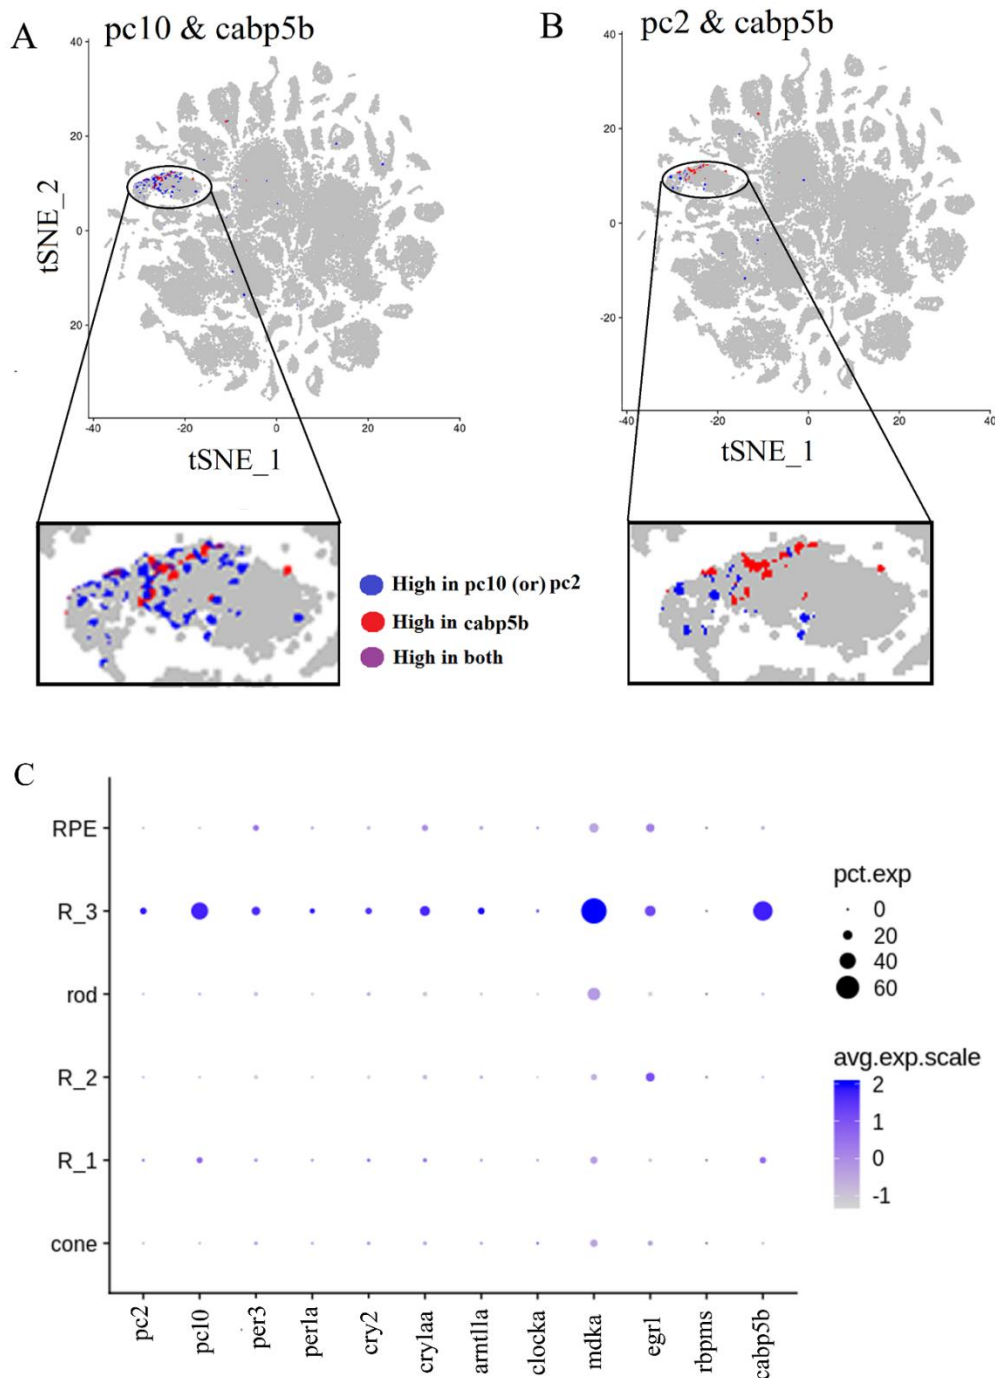 A
pc10 & cabp5b
B
pc2 & cabp5b
40
20
0
20
-40
-20
0
20
40
tSNE_2
tSNE_1
40
20
0
-20
-40
-20
0
20
40
tSNE_1
High in pc10 (or) pc2
High in cabp5b
High in both
C
RPE
R_3
rod
R_2
R_1
cone
pc2
pc10
per3
per1a
cry2
cry1aa
arntl1a
clocka
mdka
egr1
rbpms
cabp5b
pct.exp
0
20
40
60
avg.exp.scale
2
1
0
-1